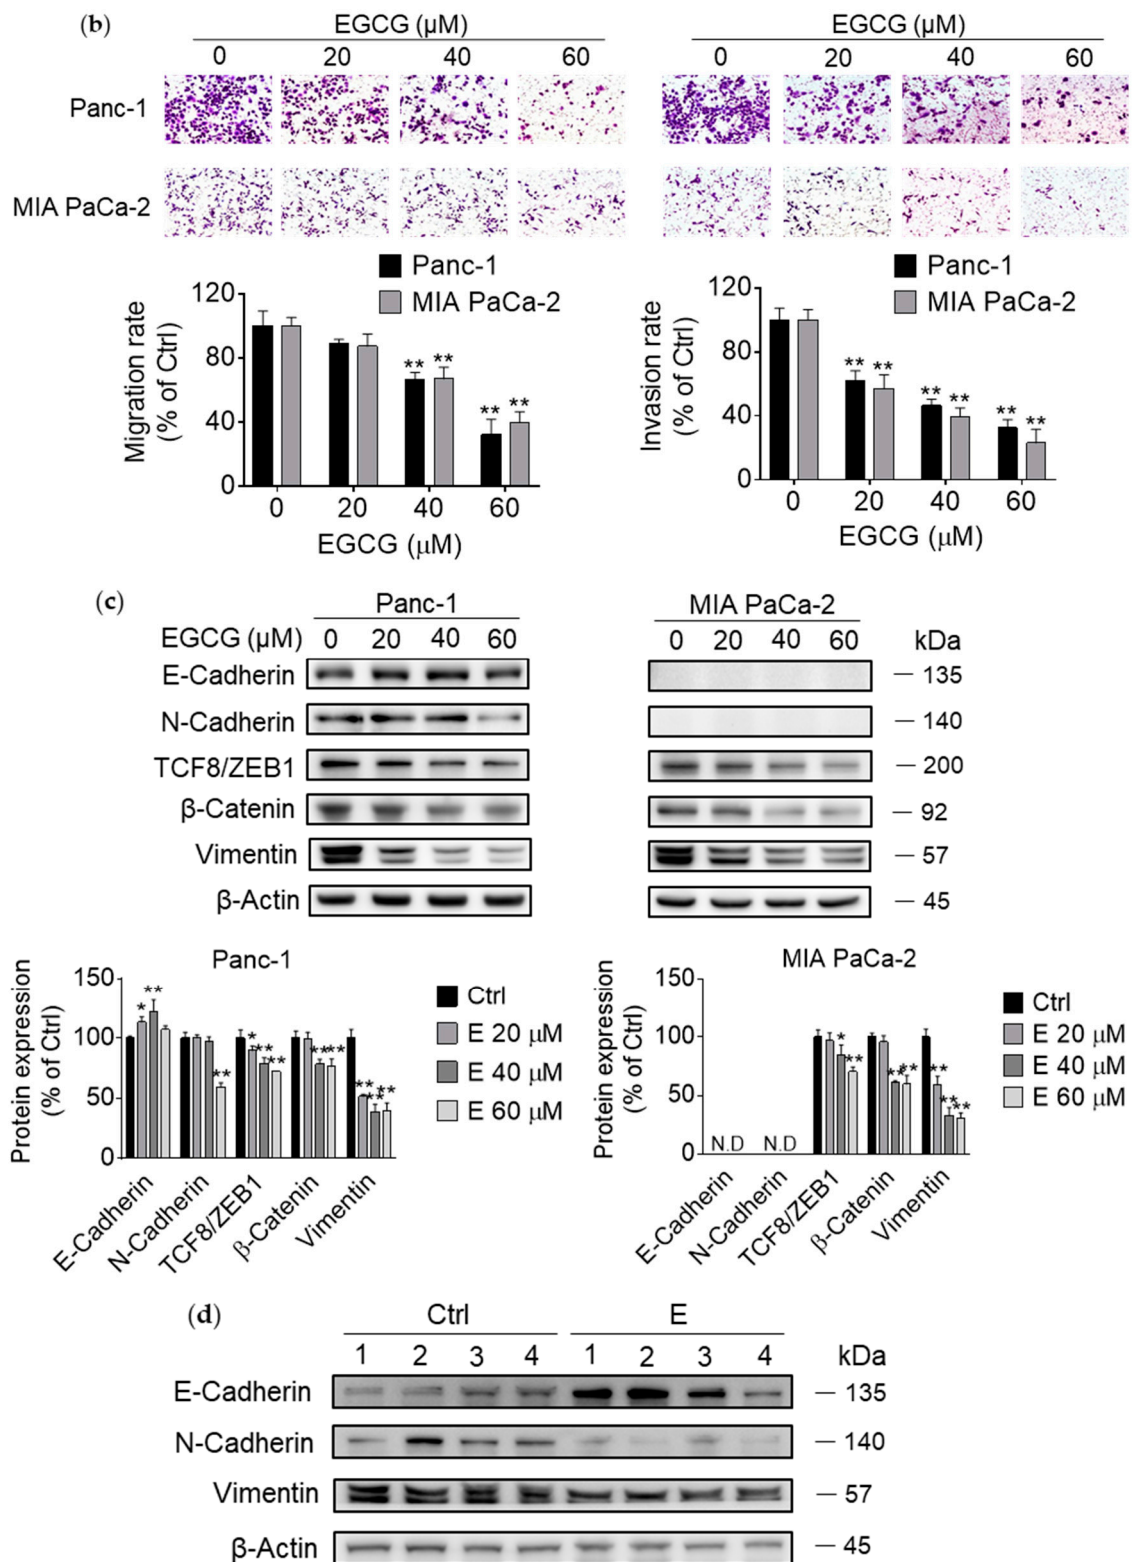 (b)
EGCG (μM)
0 20 40 60
Panc-1
MIA PaCa-2
EGCG (μM)
0 20 40 60
Panc-1
MIA PaCa-2
Migration rate
(% of Ctrl)
120
80
40
0
** **
** **
0 20 40 60
EGCG (μM)
Panc-1
MIA PaCa-2
Invasion rate
(% of Ctrl)
120
80
40
0
** **
** **
** **
0 20 40 60
EGCG (μM)
(c)
Panc-1 MIA PaCa-2
EGCG (μM) 0 20 40 60 0 20 40 60 kDa
E-Cadherin — 135
N-Cadherin — 140
TCF8/ZEB1 — 200
β-Catenin — 92
Vimentin — 57
β-Actin — 45
Panc-1
Protein expression
(% of Ctrl)
150
100
50
0
* **
**
* ** **
** **
** ** **
E-Cadherin
N-Cadherin
TCF8/ZEB1
β-Catenin
Vimentin
Ctrl
E 20 μM
E 40 μM
E 60 μM
MIA PaCa-2
Protein expression
(% of Ctrl)
150
100
50
0
N.D N.D
* **
** **
** ** **
E-Cadherin
N-Cadherin
TCF8/ZEB1
β-Catenin
Vimentin
Ctrl
E 20 μM
E 40 μM
E 60 μM
(d)
Ctrl E
1 2 3 4 1 2 3 4 kDa
E-Cadherin — 135
N-Cadherin — 140
Vimentin — 57
β-Actin — 45